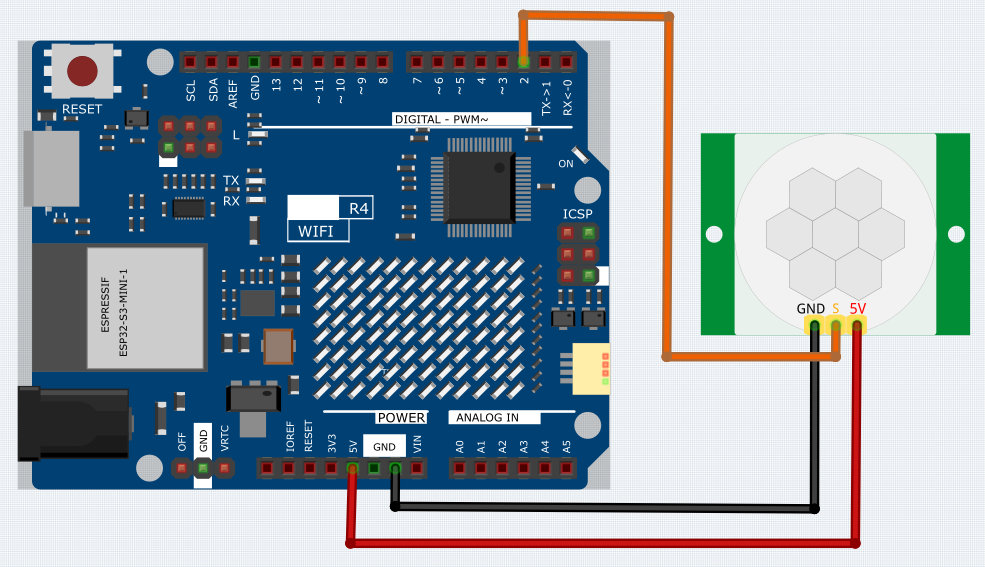 RESET
SCL
SDA
AREF
GND
13
12
~11
~10
~9
8
7
~6
~5
4
~3
2
TX->1
RX<-0
DIGITAL - PWM~
L
TX
RX
ON
R4
WIFI
ICSP
ESPRESSIF
ESP32-S3-MINI-1
GND S 5V
POWER
ANALOG IN
OFF
GND
VRTC
IOREF
RESET
3V3
5V
GND
VIN
A0
A1
A2
A3
A4
A5